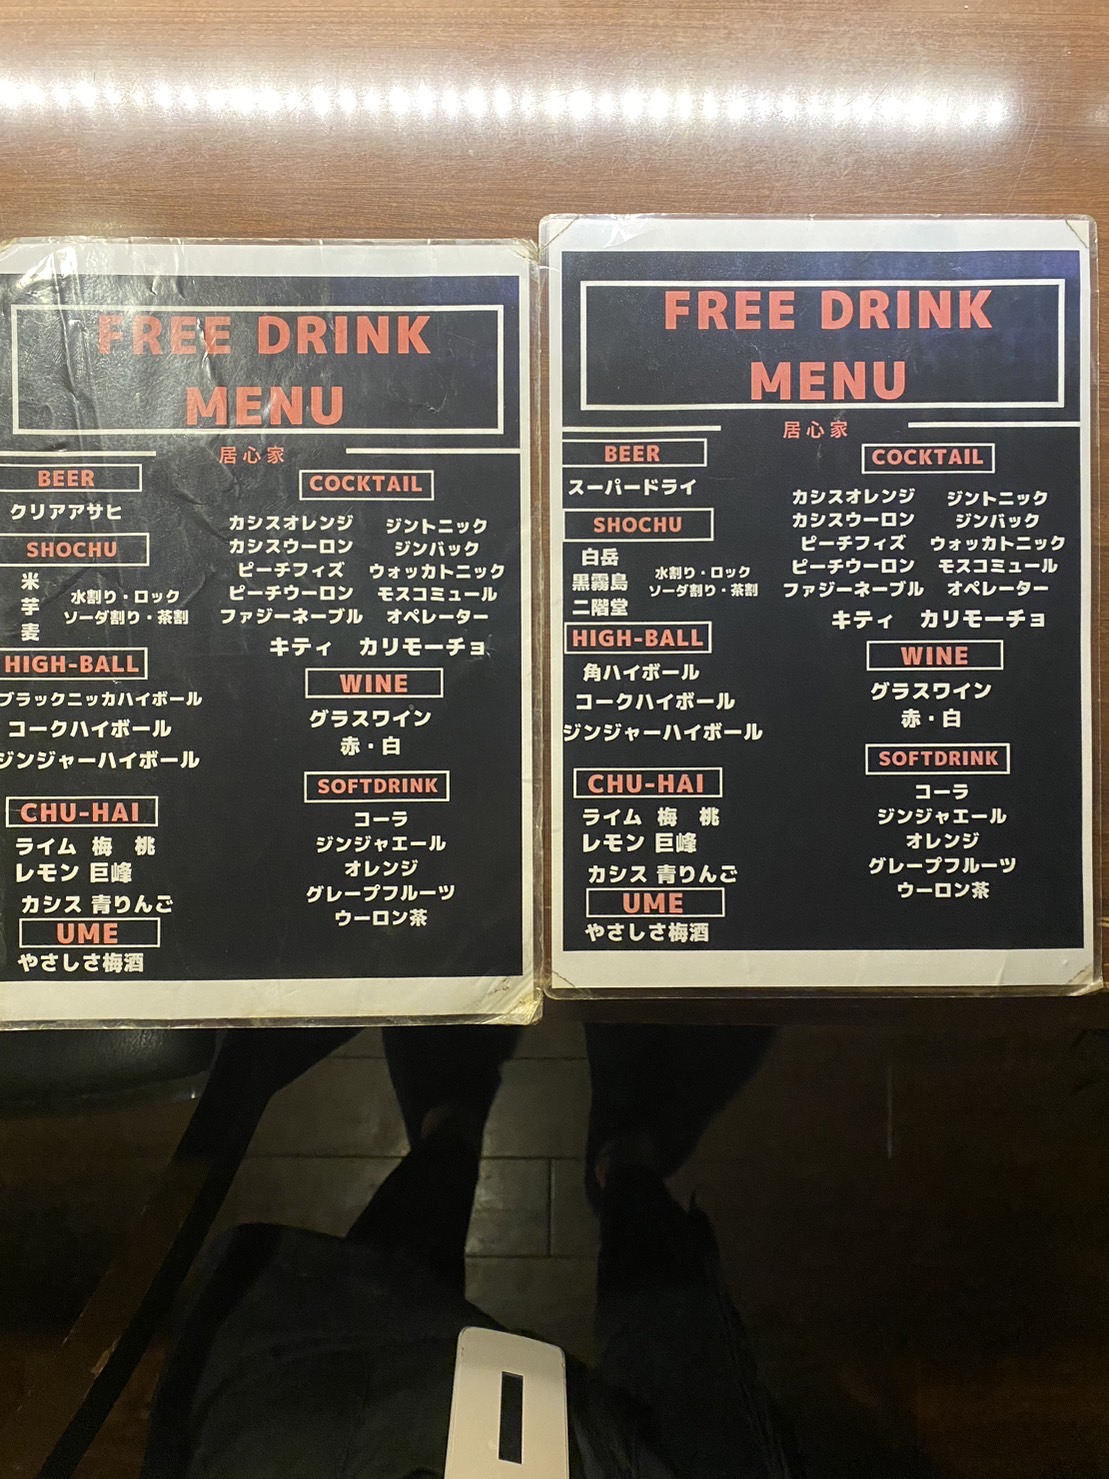 FREE DRINK
MENU
居心家
BEER
クリアアサヒ
SHOCHU
米
芋
麦
水割り・ロック
ソーダ割り・茶割
HIGH-BALL
ブラックニッカハイボール
コークハイボール
ジンジャーハイボール
CHU-HAI
ライム 梅 桃
レモン 巨峰
カシス 青りんご
UME
やさしさ梅酒
COCKTAIL
カシスオレンジ ジントニック
カシスウーロン ジンバック
ピーチフィズ ウォッカトニック
ピーチウーロン モスコミュール
ファジーネーブル オペレーター
キティ カリモーチョ
WINE
グラスワイン
赤・白
SOFTDRINK
コーラ
ジンジャエール
オレンジ
グレープフルーツ
ウーロン茶
FREE DRINK
MENU
居心家
BEER
スーパードライ
SHOCHU
白岳
黒霧島
二階堂
水割り・ロック
ソーダ割り・茶割
HIGH-BALL
角ハイボール
コークハイボール
ジンジャーハイボール
CHU-HAI
ライム 梅 桃
レモン 巨峰
カシス 青りんご
UME
やさしさ梅酒
COCKTAIL
カシスオレンジ ジントニック
カシスウーロン ジンバック
ピーチフィズ ウォッカトニック
ピーチウーロン モスコミュール
ファジーネーブル オペレーター
キティ カリモーチョ
WINE
グラスワイン
赤・白
SOFTDRINK
コーラ
ジンジャエール
オレンジ
グレープフルーツ
ウーロン茶